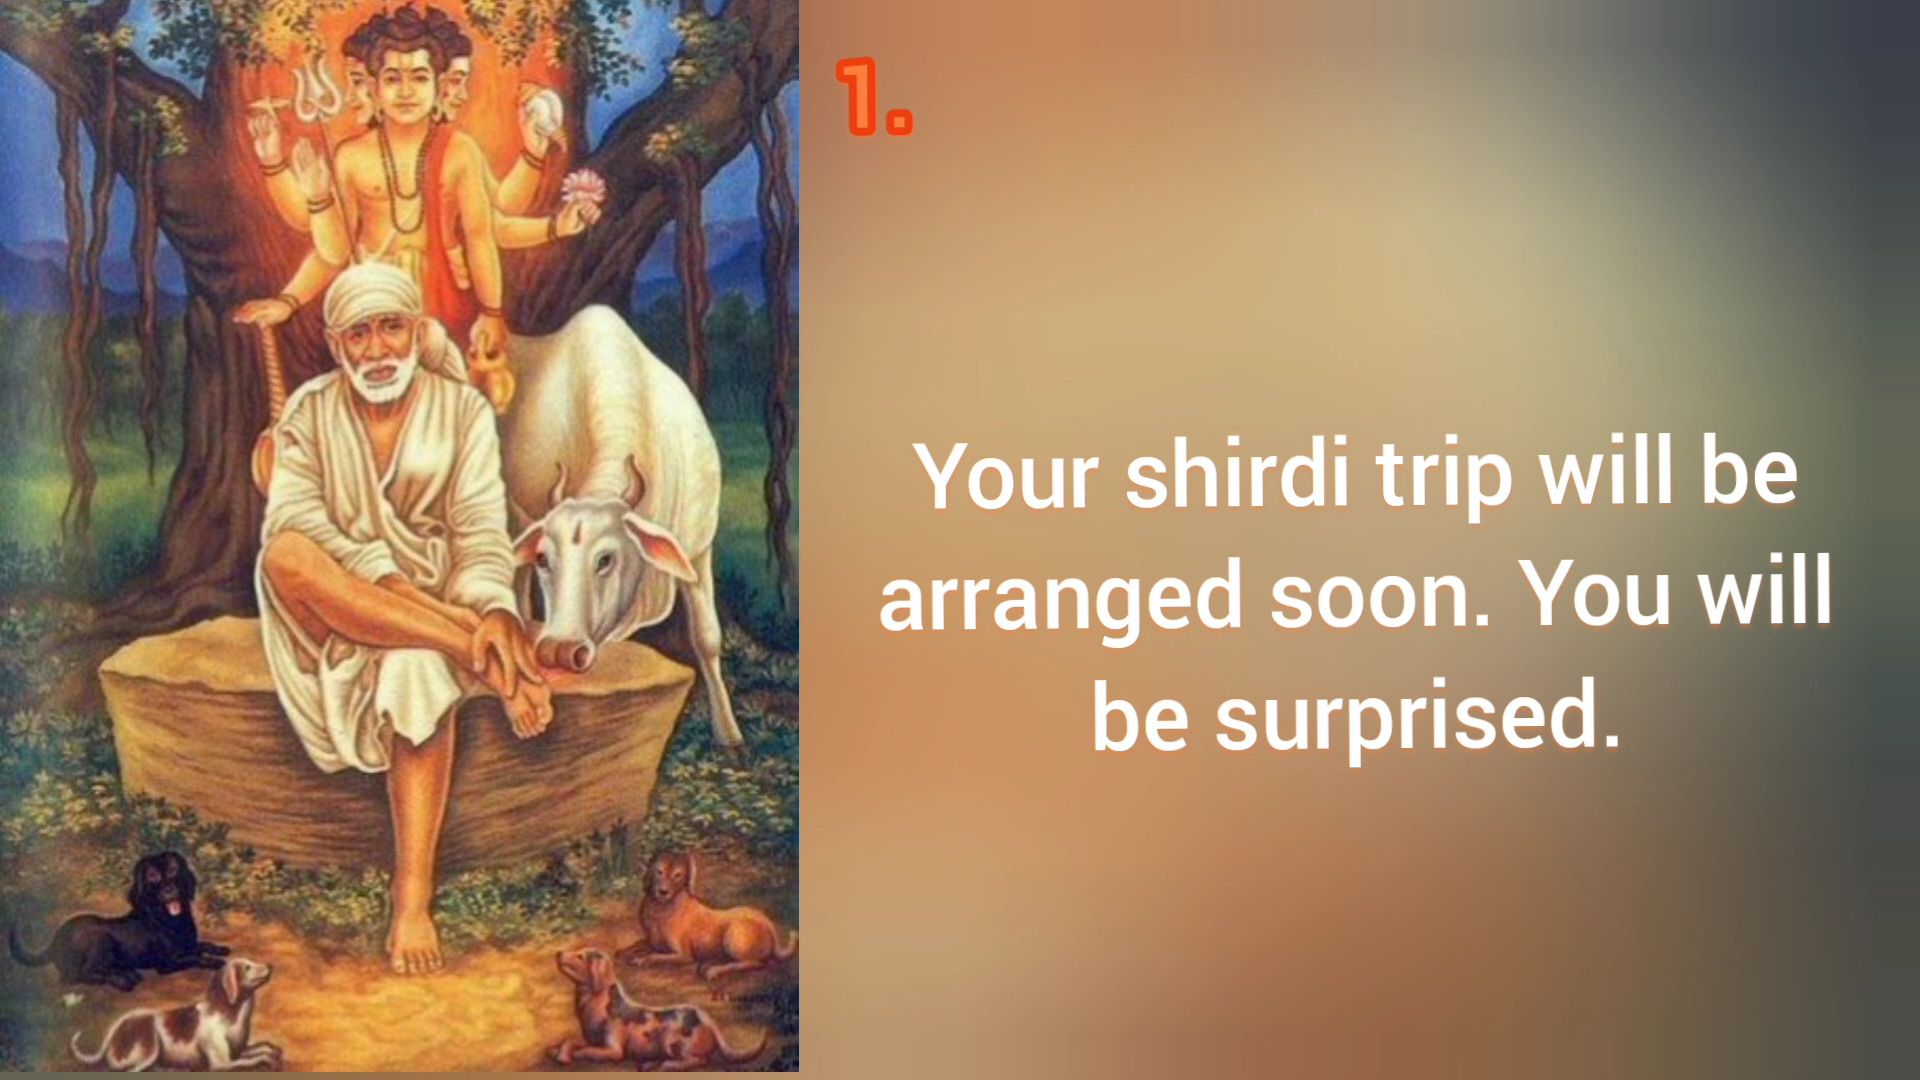 1.
Your shirdi trip will be
arranged soon. You will
be surprised.